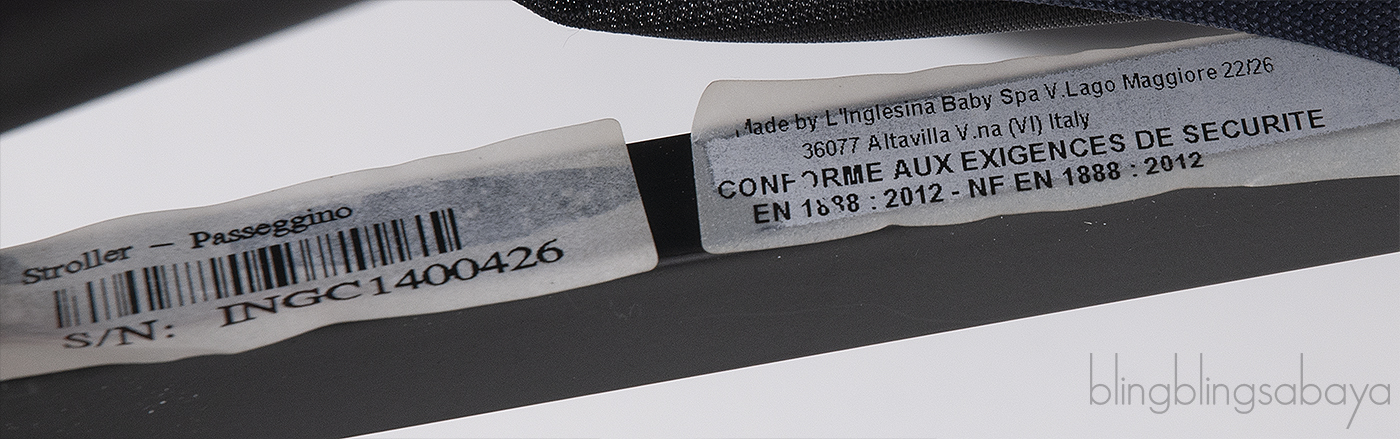 Stroller – Passeggino
S/N: INGC1400426
Made by L'Inglesina Baby Spa V.Lago Maggiore 22/26
36077 Altavilla V.na (VI) Italy
CONFORME AUX EXIGENCES DE SECURITE
EN 1888 : 2012 - NF EN 1888 : 2012
blingblingsabaya